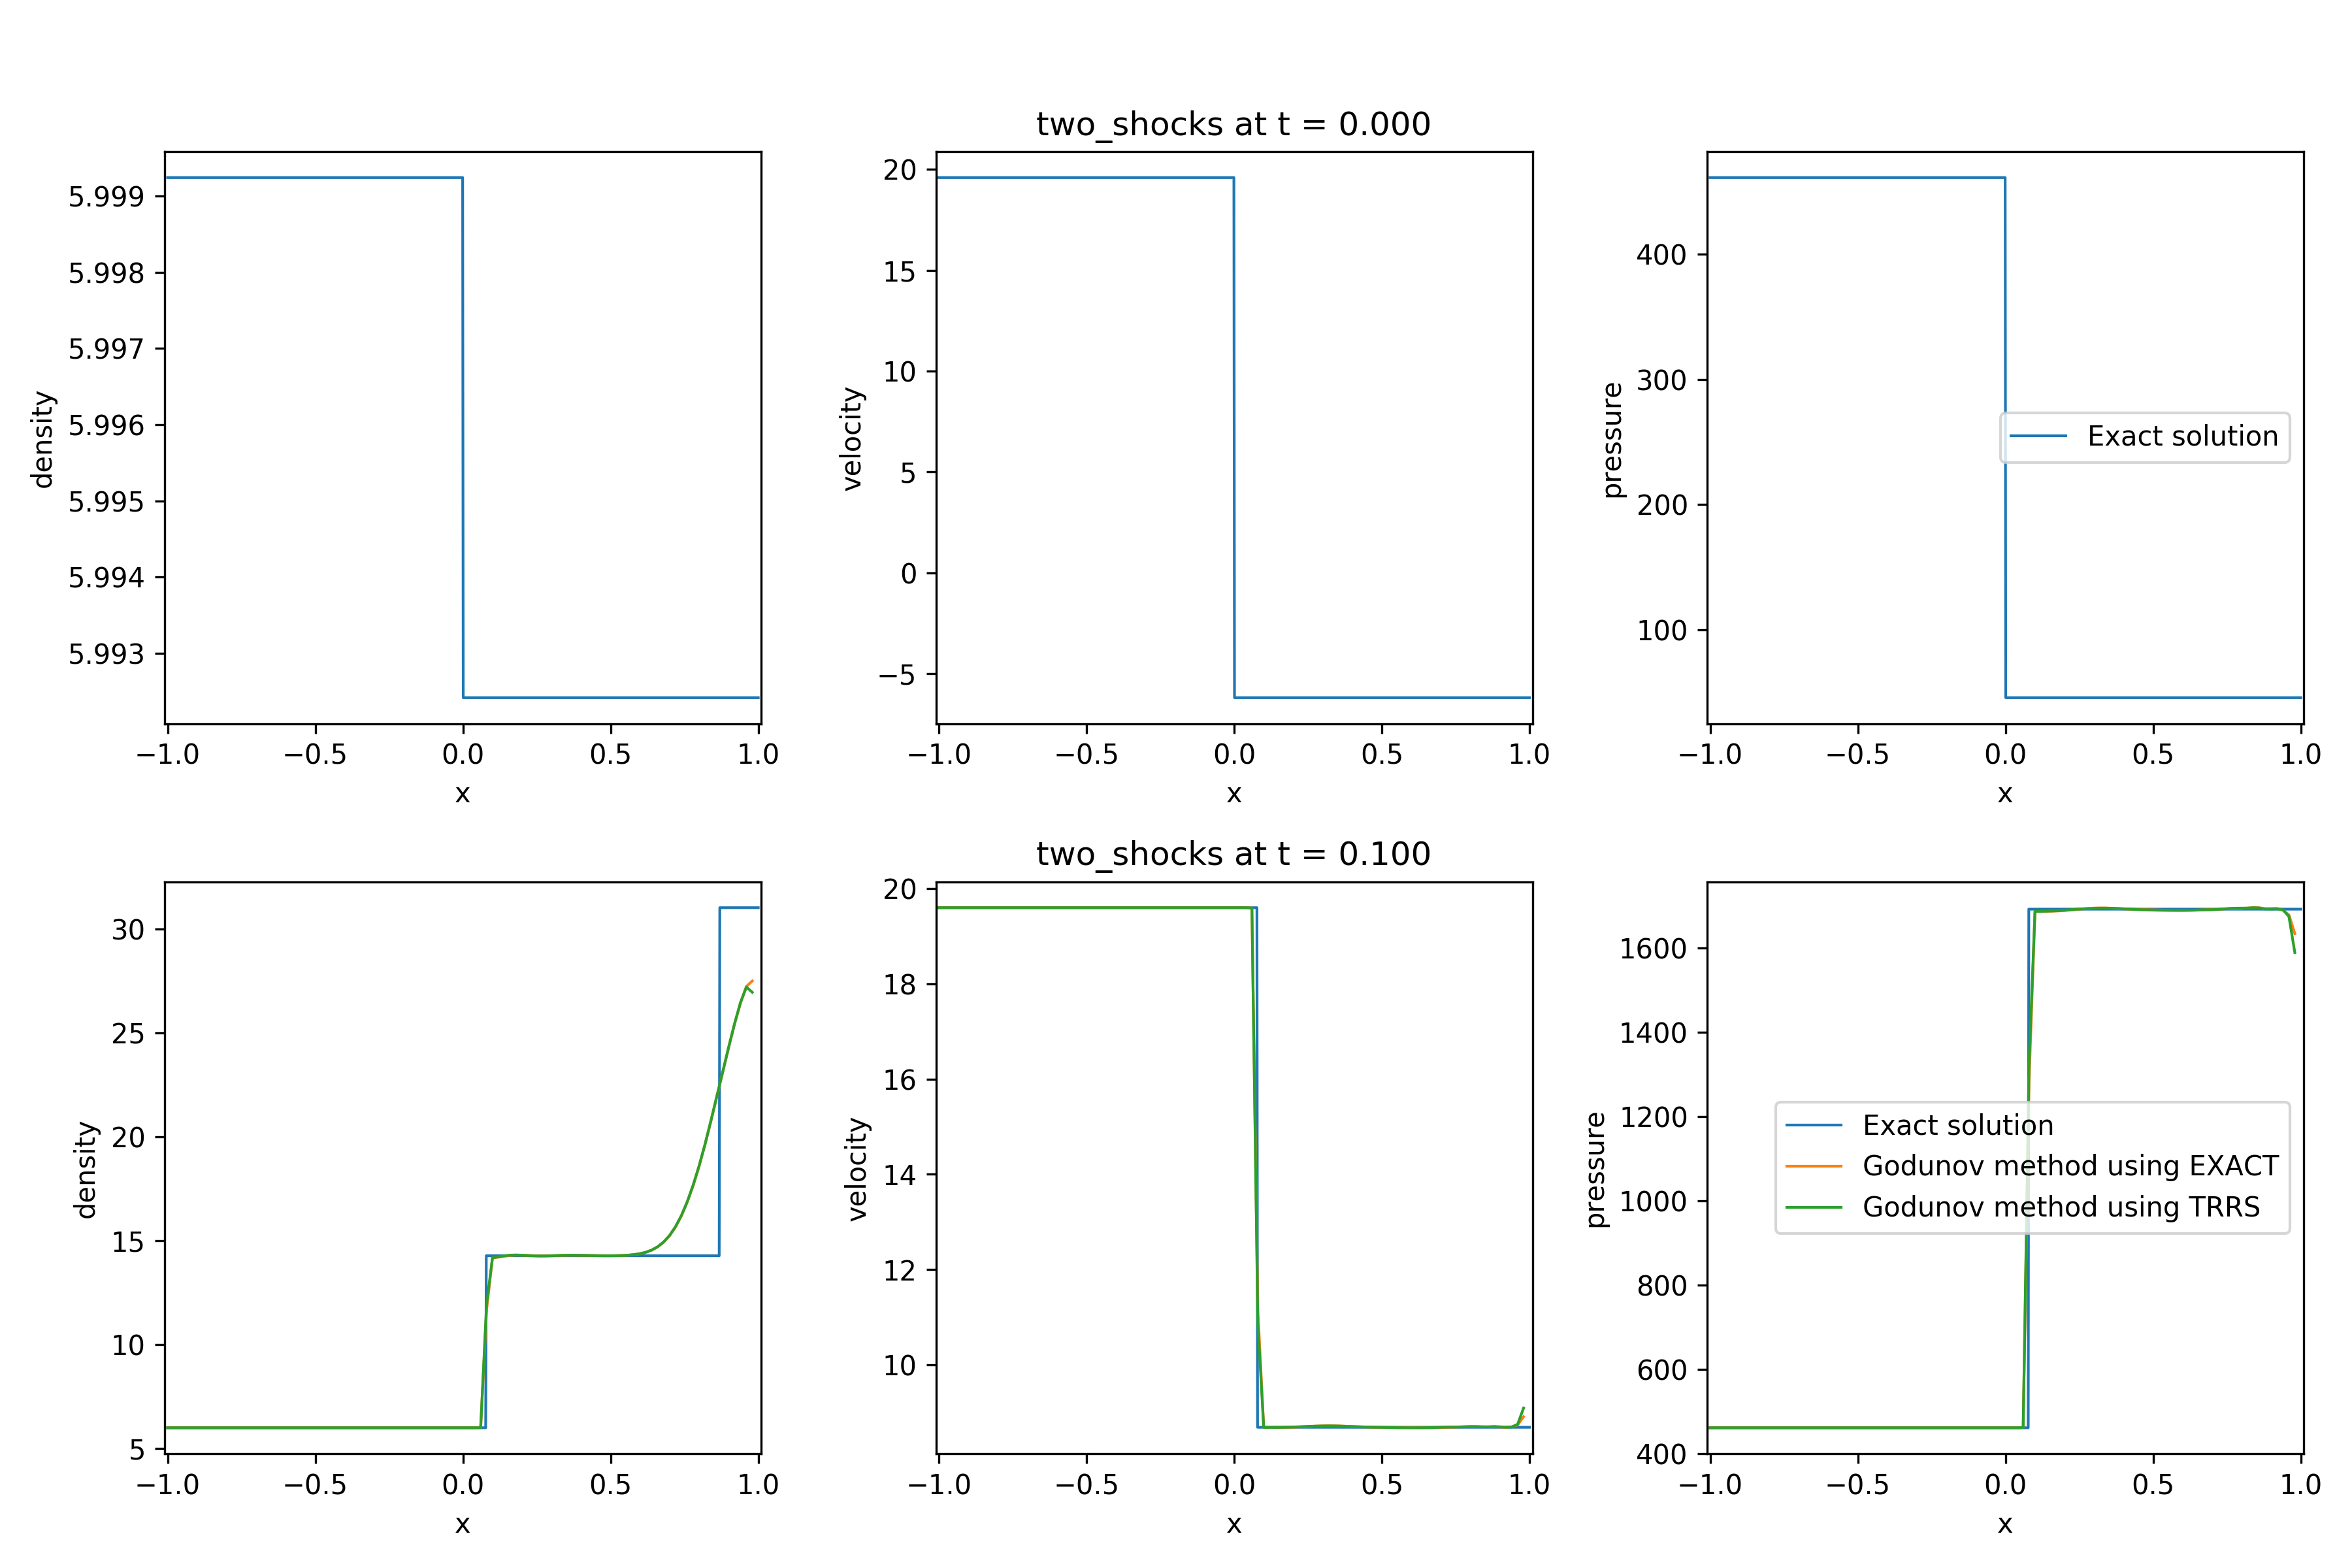 two_shocks at t = 0.000
density
5.999
5.998
5.997
5.996
5.995
5.994
5.993
−1.0 −0.5 0.0 0.5 1.0
x
velocity
20
15
10
5
0
−5
−1.0 −0.5 0.0 0.5 1.0
x
pressure
400
300
200
100
Exact solution
−1.0 −0.5 0.0 0.5 1.0
x
two_shocks at t = 0.100
density
30
25
20
15
10
5
−1.0 −0.5 0.0 0.5 1.0
x
velocity
20
18
16
14
12
10
−1.0 −0.5 0.0 0.5 1.0
x
pressure
1600
1400
1200
1000
800
600
400
Exact solution
Godunov method using EXACT
Godunov method using TRRS
−1.0 −0.5 0.0 0.5 1.0
x